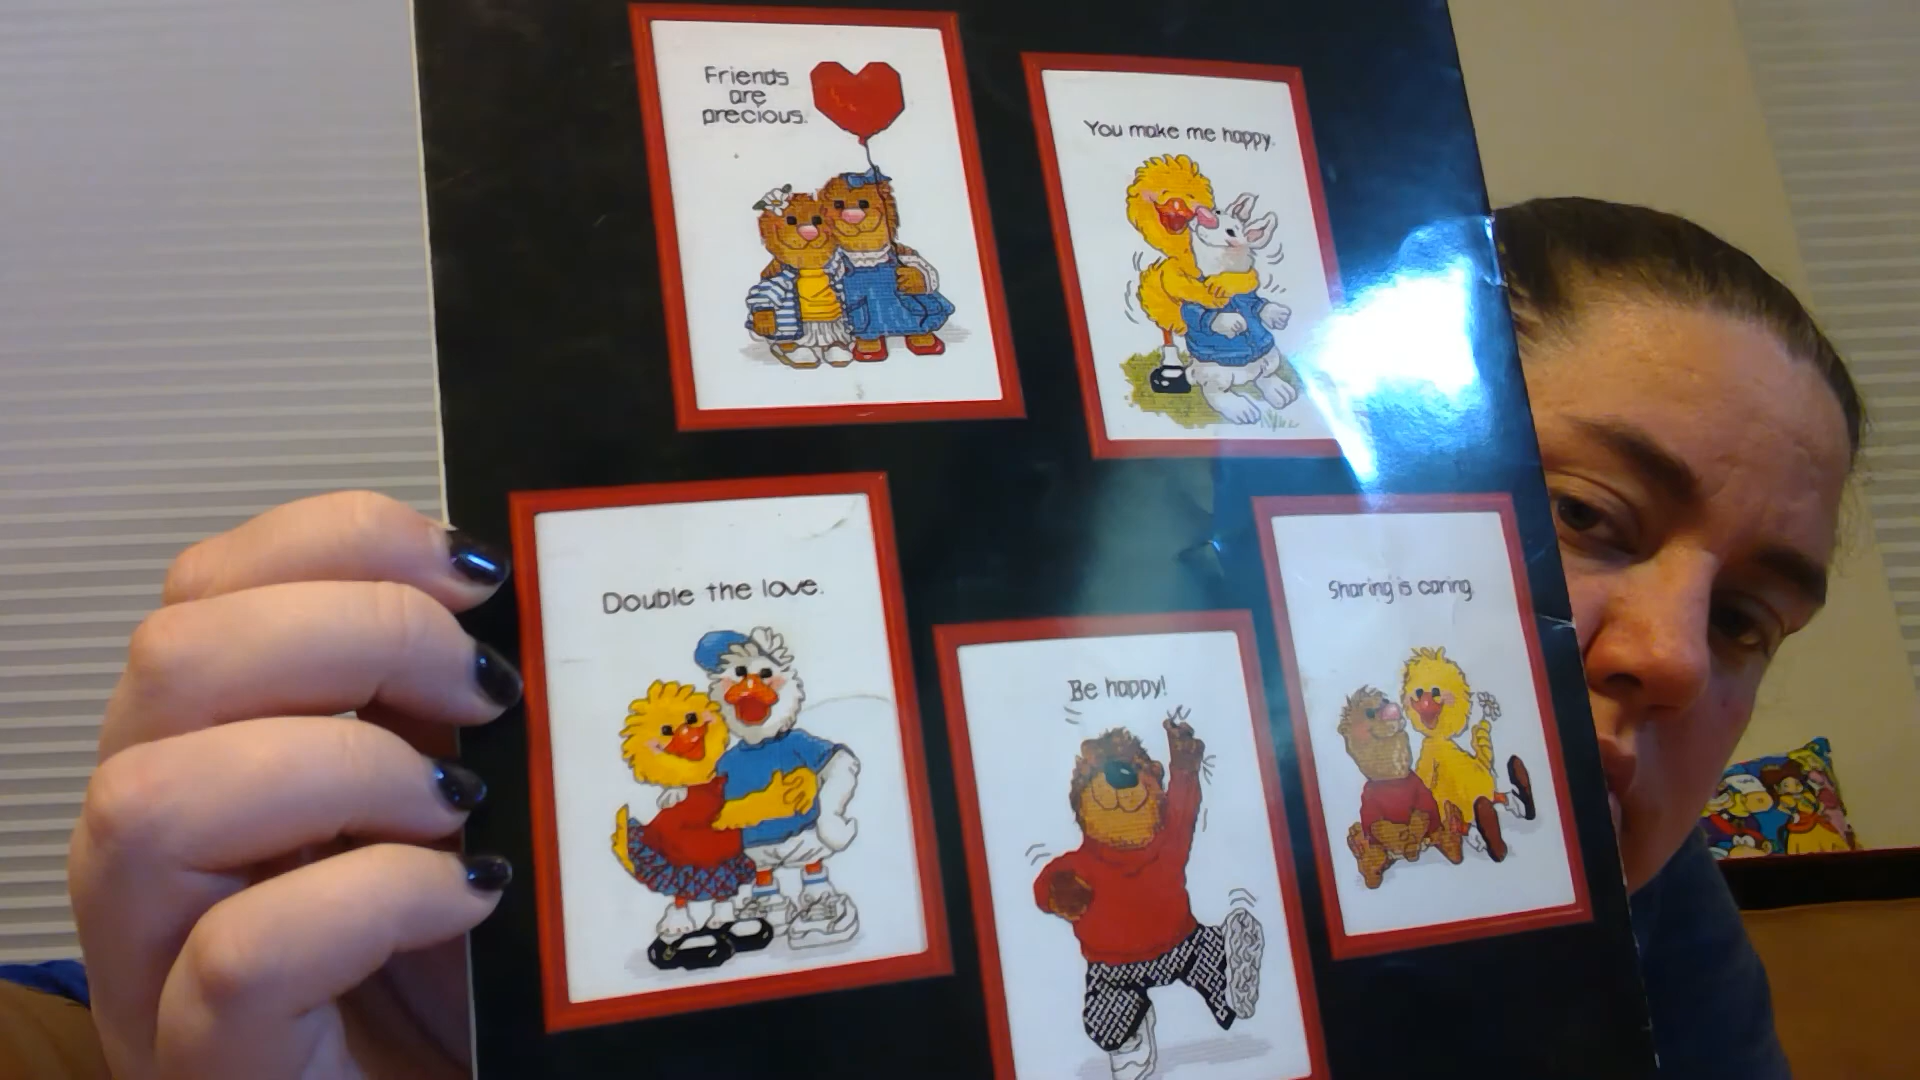 Friends
are
precious.
You make me happy.
Double the love.
Be happy!
Sharing is caring.